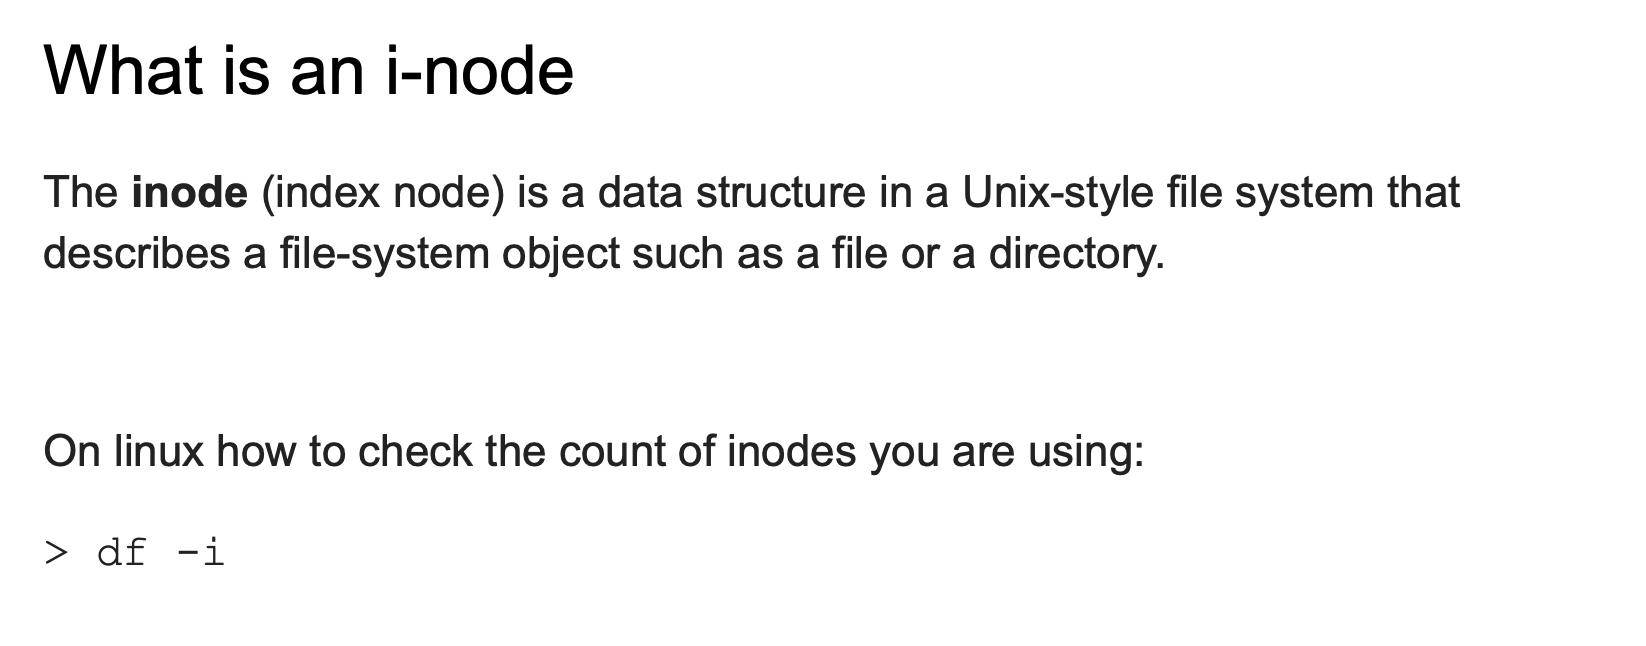 What is an i-node
The inode (index node) is a data structure in a Unix-style file system that
describes a file-system object such as a file or a directory.
On linux how to check the count of inodes you are using:
> df -i